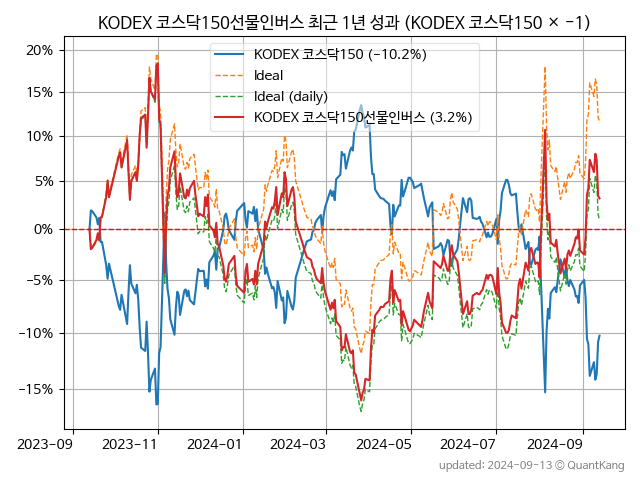 KODEX 코스닥150선물인버스 최근 1년 성과 (KODEX 코스닥150 × −1)
KODEX 코스닥150 (−10.2%)
Ideal
Ideal (daily)
KODEX 코스닥150선물인버스 (3.2%)
20%
15%
10%
5%
0%
−5%
−10%
−15%
2023-09
2023-11
2024-01
2024-03
2024-05
2024-07
2024-09
updated: 2024-09-13 ⓒ QuantKang